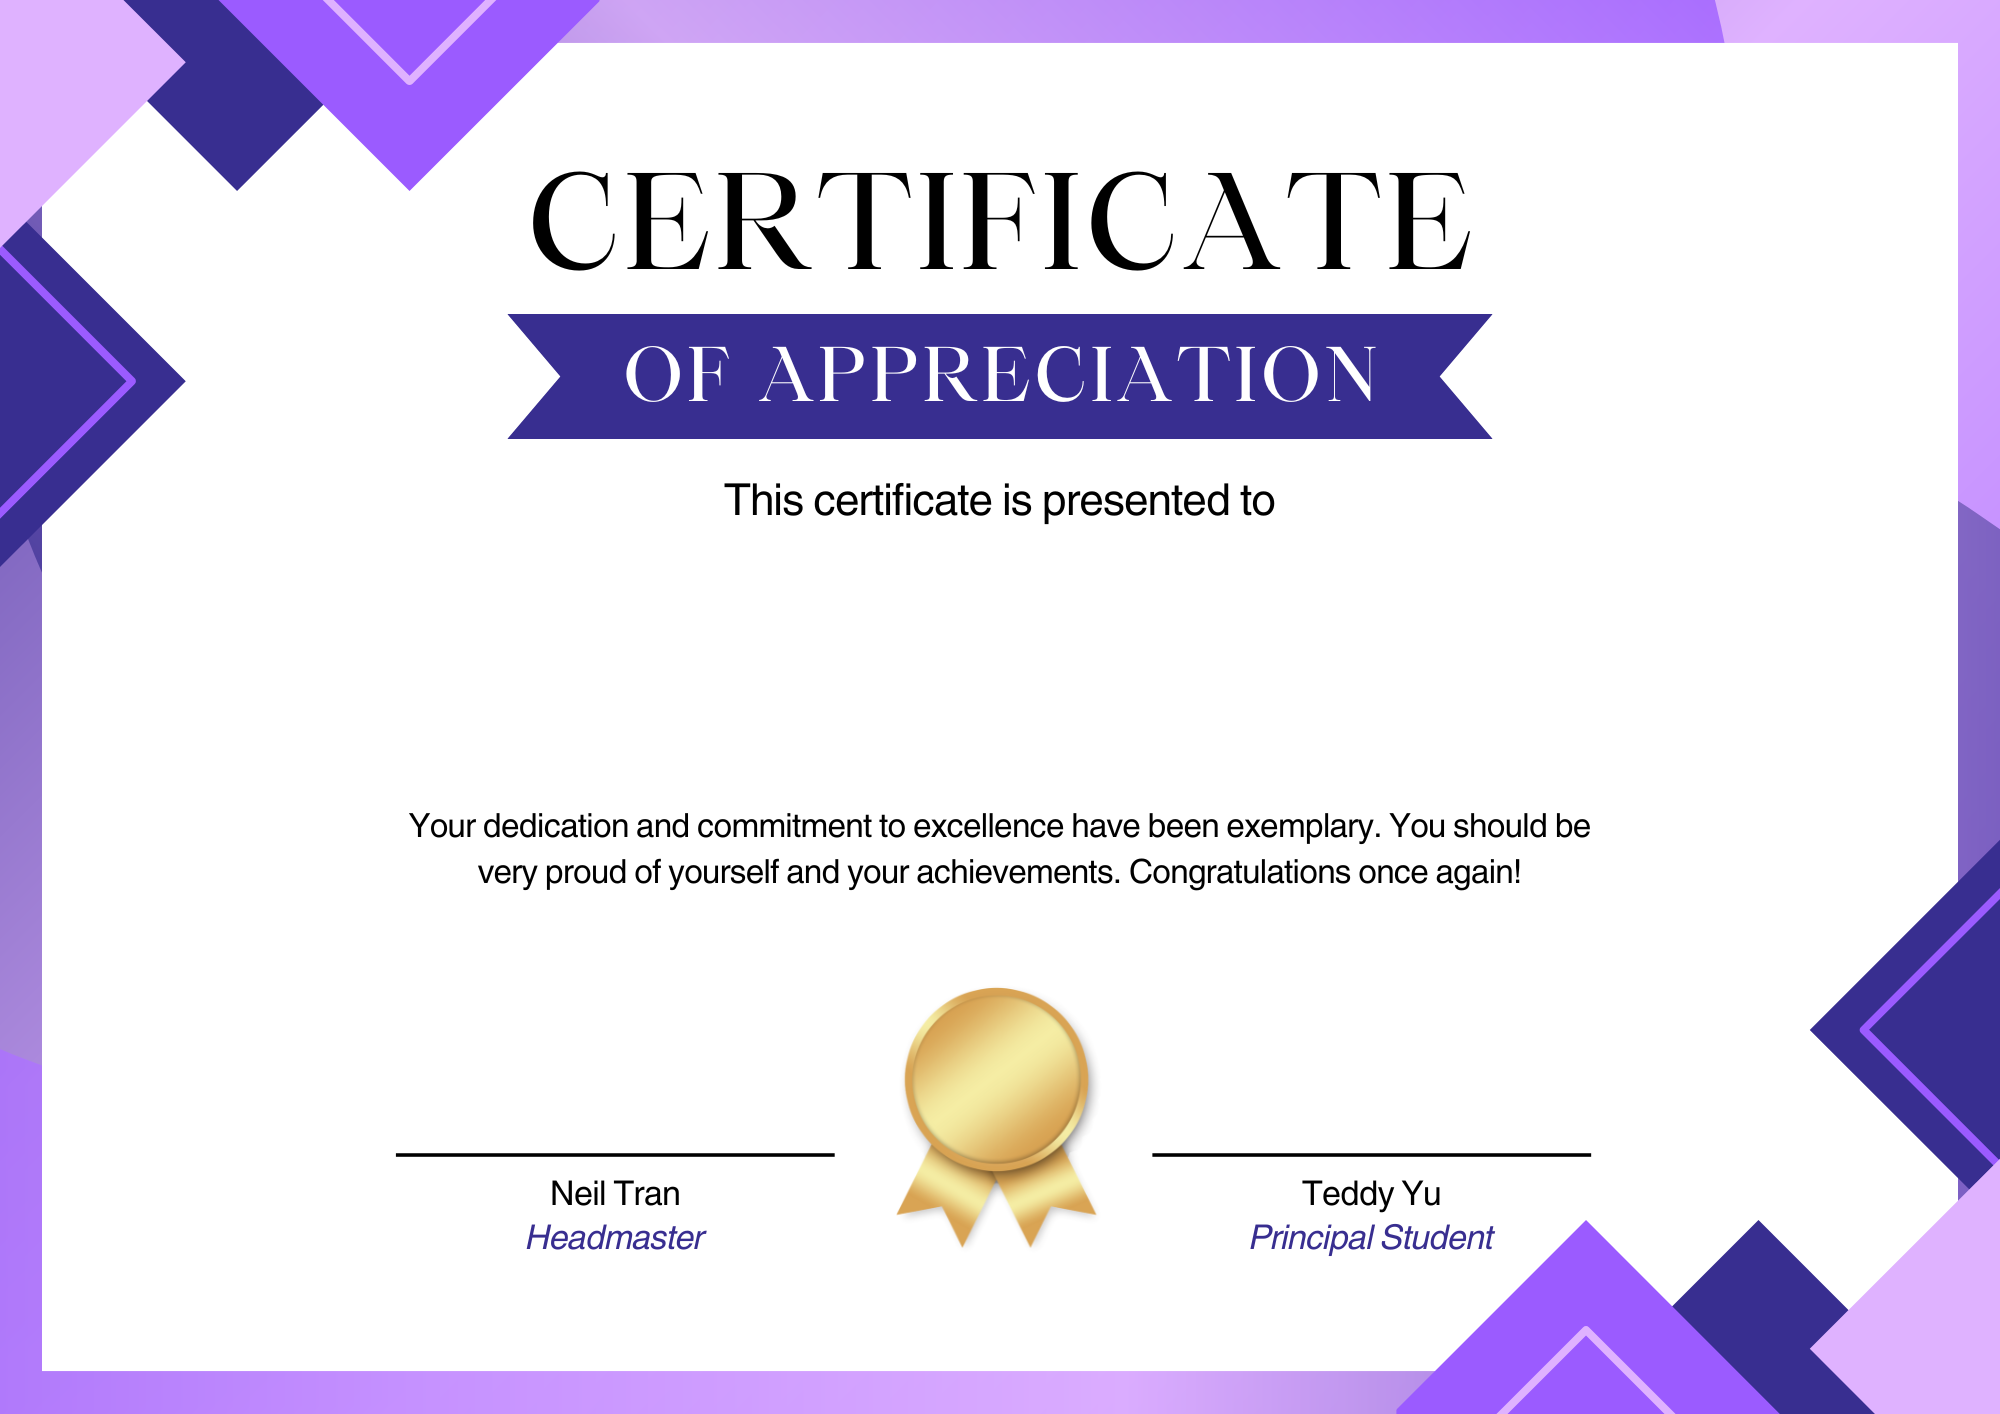 CERTIFICATE
OF APPRECIATION
This certificate is presented to
Your dedication and commitment to excellence have been exemplary. You should be
very proud of yourself and your achievements. Congratulations once again!
Neil Tran
Headmaster
Teddy Yu
Principal Student